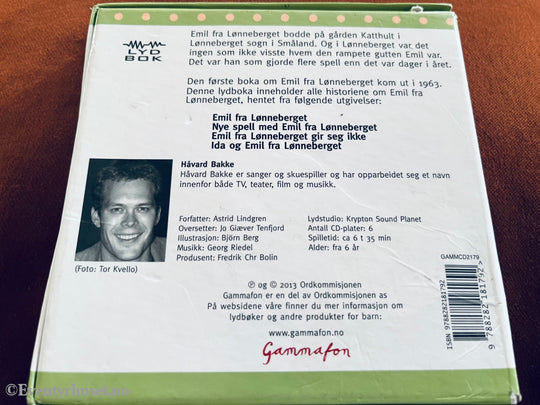 LYD
BOK
Emil fra Lønneberget bodde på gården Katthult i
Lønneberget sogn i Småland. Og i Lønneberget var det
ingen som ikke visste hvem den rampete gutten Emil var.
Det var han som gjorde flere spell enn det var dager i året.
Den første boka om Emil fra Lønneberget kom ut i 1963.
Denne lydboka inneholder alle historiene om Emil fra
Lønneberget, hentet fra følgende utgivelser:
Emil fra Lønneberget
Nye spell med Emil fra Lønneberget
Emil fra Lønneberget gir seg ikke
Ida og Emil fra Lønneberget
Håvard Bakke
Håvard Bakke er sanger og skuespiller og har opparbeidet seg et navn
innenfor både TV, teater, film og musikk.
Forfatter: Astrid Lindgren
Oversetter: Jo Giæver Tenfjord
Illustrasjon: Björn Berg
Musikk: Georg Riedel
Produsent: Fredrik Chr Bolin
Lydstudio: Krypton Sound Planet
Antall CD-plater: 6
Spilletid: ca 6 t 35 min
Alder: fra 6 år
(Foto: Tor Kvello)
℗ og © 2013 Ordkommisjonen
Gammafon er en del av Ordkommisjonen as
På websidene våre finner du mer informasjon om
lydbøker og andre produkter for barn:
www.gammafon.no
Gammafon
GAMMCD2179
ISBN 9788282181792
9 788282 181792 >